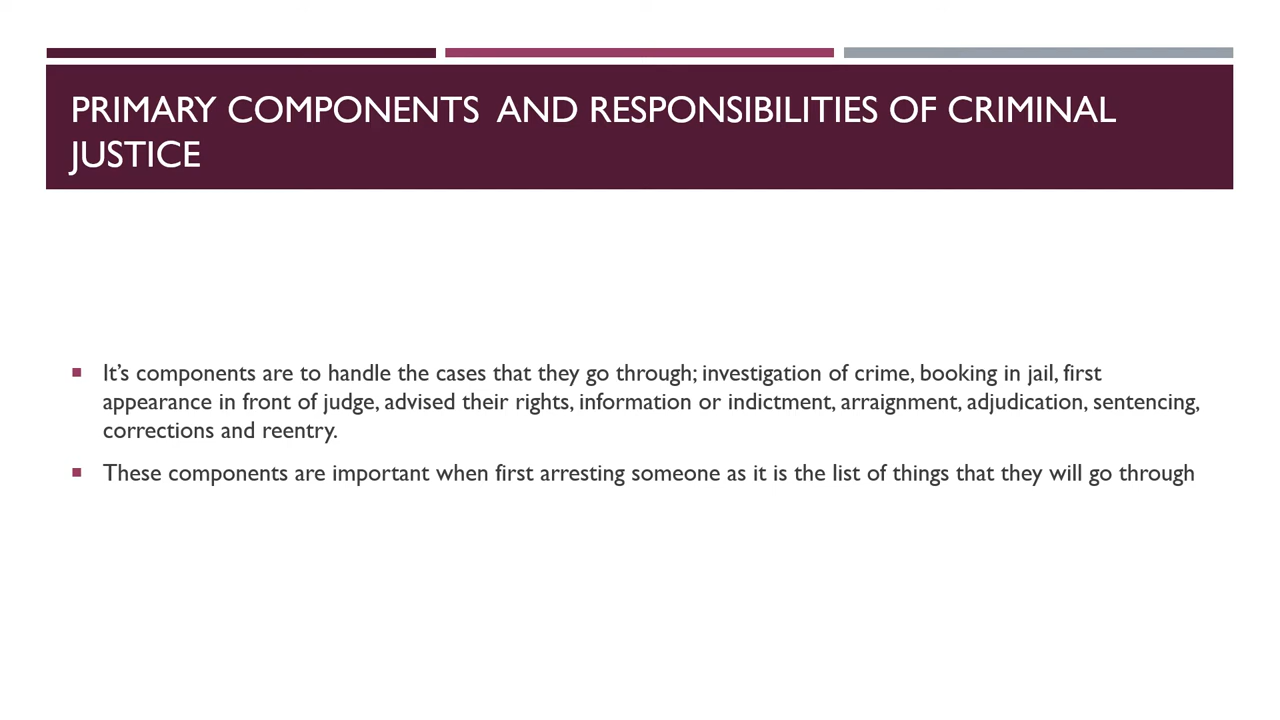 PRIMARY COMPONENTS AND RESPONSIBILITIES OF CRIMINAL
JUSTICE
It's components are to handle the cases that they go through; investigation of crime, booking in jail, first
appearance in front of judge, advised their rights, information or indictment, arraignment, adjudication, sentencing,
corrections and reentry.
These components are important when first arresting someone as it is the list of things that they will go through